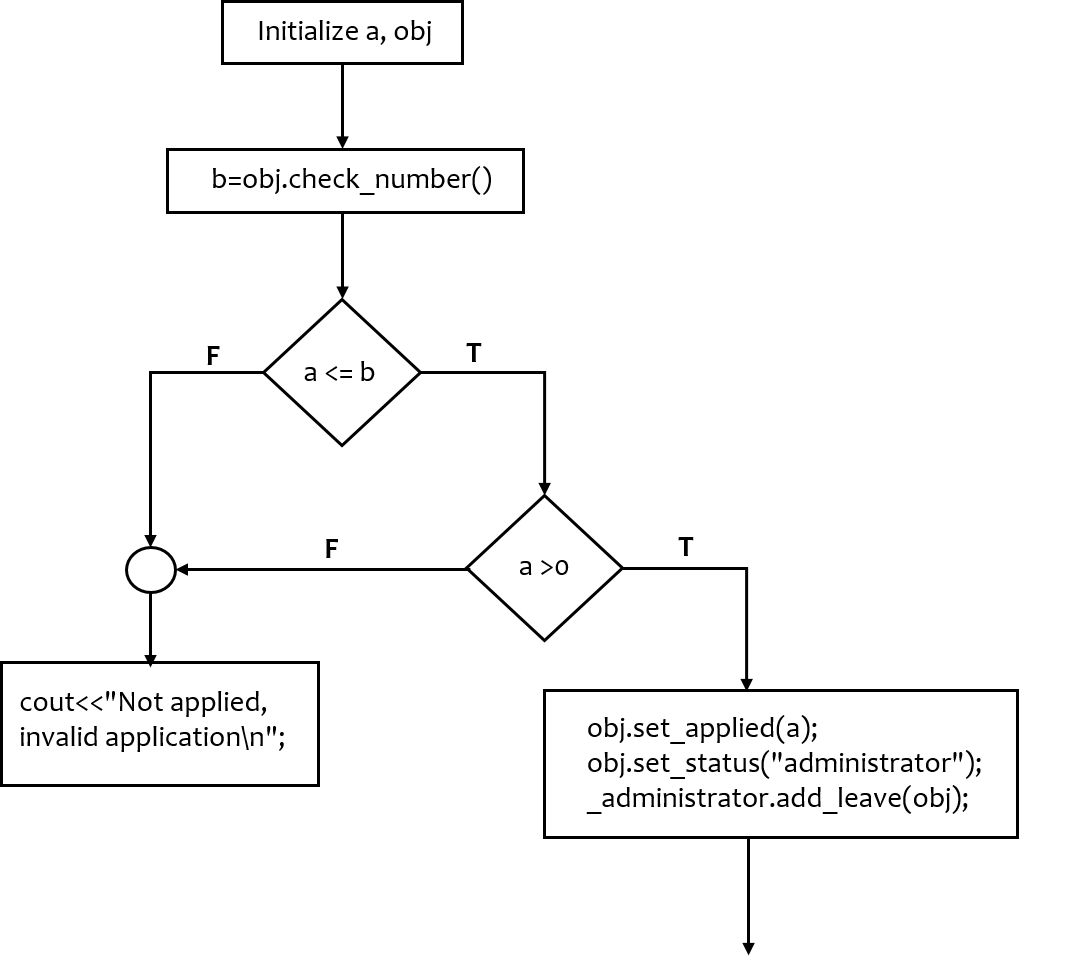 Initialize a, obj
b=obj.check_number()
F
T
a <= b
F
T
a >0
cout<<"Not applied,
invalid application\n";
obj.set_applied(a);
obj.set_status("administrator");
_administrator.add_leave(obj);